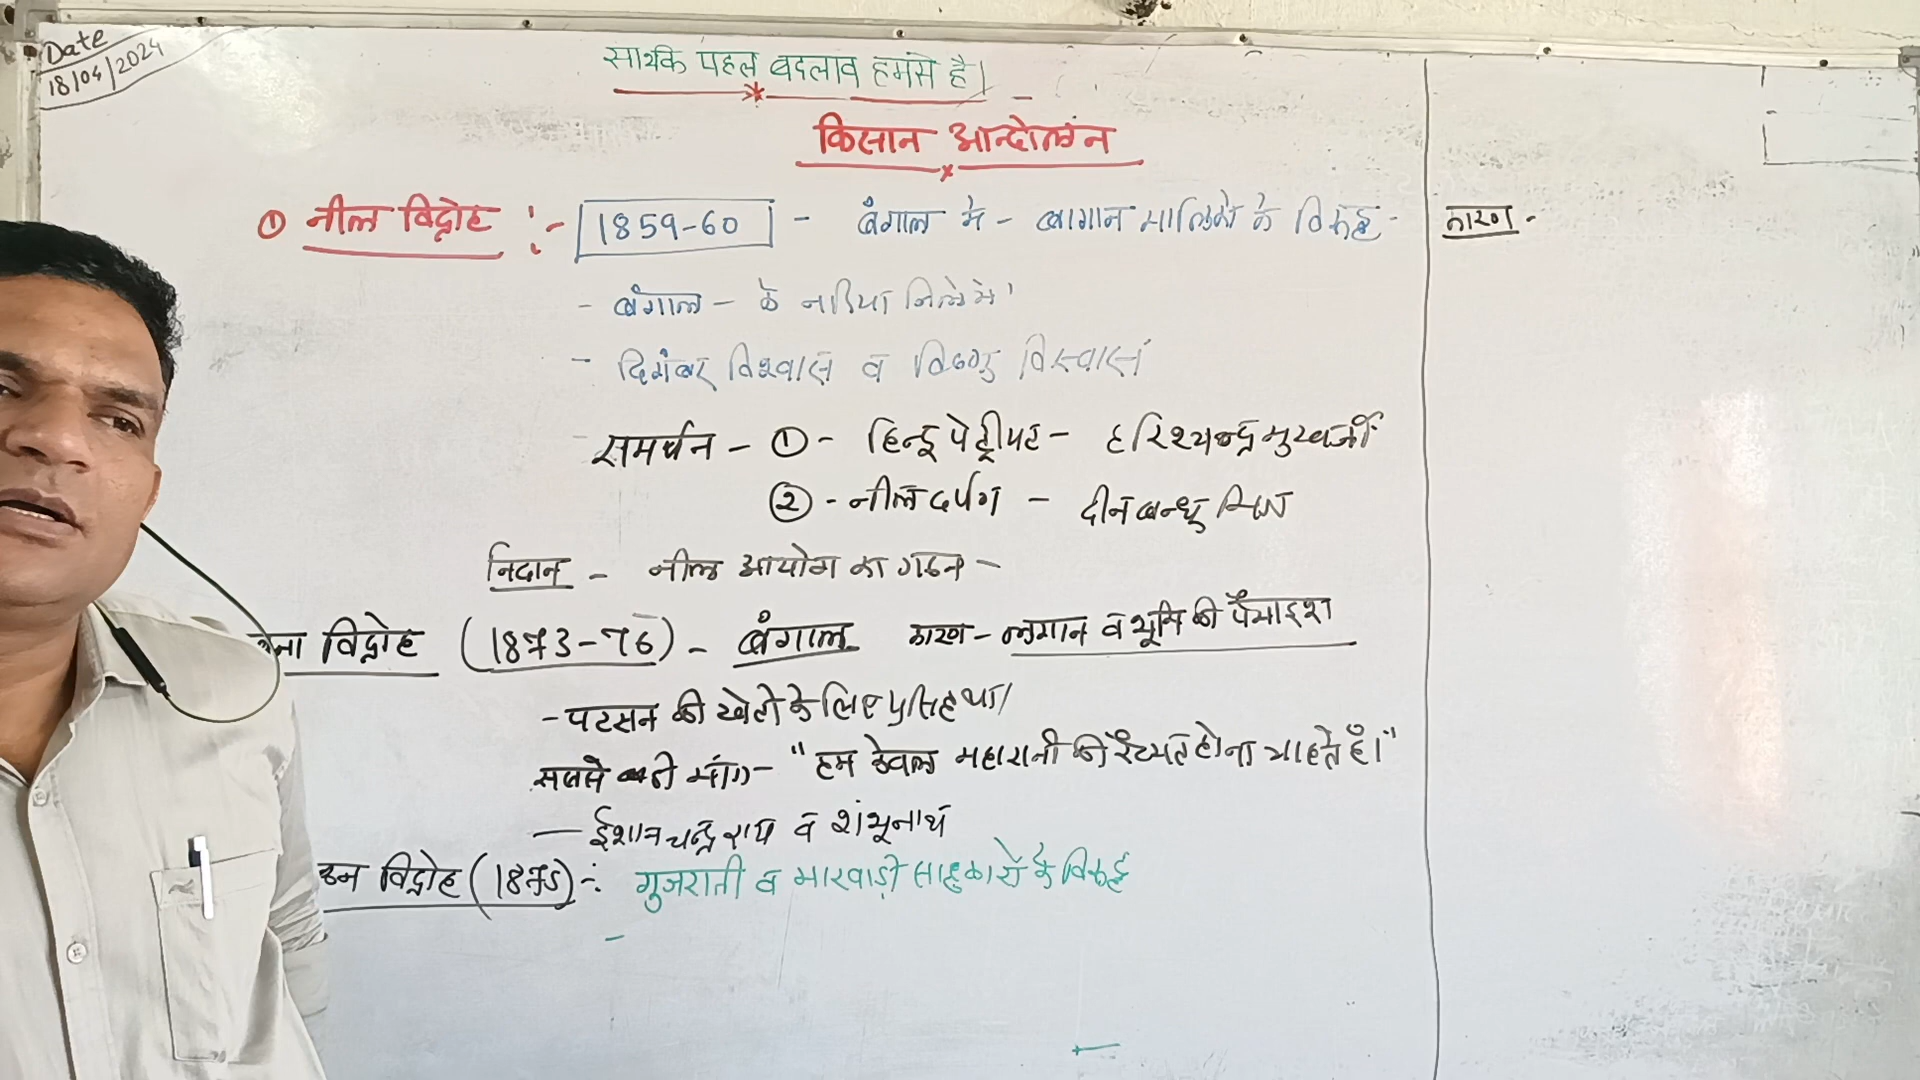 Date
18/04/2024
सार्थक पहल बदलाव हमसे है।
किसान आन्दोलन
① नील विद्रोह :- 1859-60 - बंगाल में - बागान मालिकों के विरूद्ध -
कारण -
- बंगाल - के नदिया जिले में'
- दिगंबर विश्वास व विष्णु विस्वास
समर्थन - ① - हिन्दू पेट्रीयट - हरिश्चन्द्र मुखर्जी
② - नील दर्पण - दीनबन्धु मित्र
निदान - नील आयोग का गठन -
बना विद्रोह (1873-76) - बंगाल कारण - लगान व भूमि की पैमाइश
- पटसन की खेती के लिए प्रसिद्ध था।
सबसे बडी मांग - "हम केवल महारानी की रैय्यत होना चाहते हैं।"
- ईशानचन्द्र राय व शंभूनाथ
कन विद्रोह (1875) -: गुजराती व मारवाड़ी साहुकारों के विरूद्ध
-